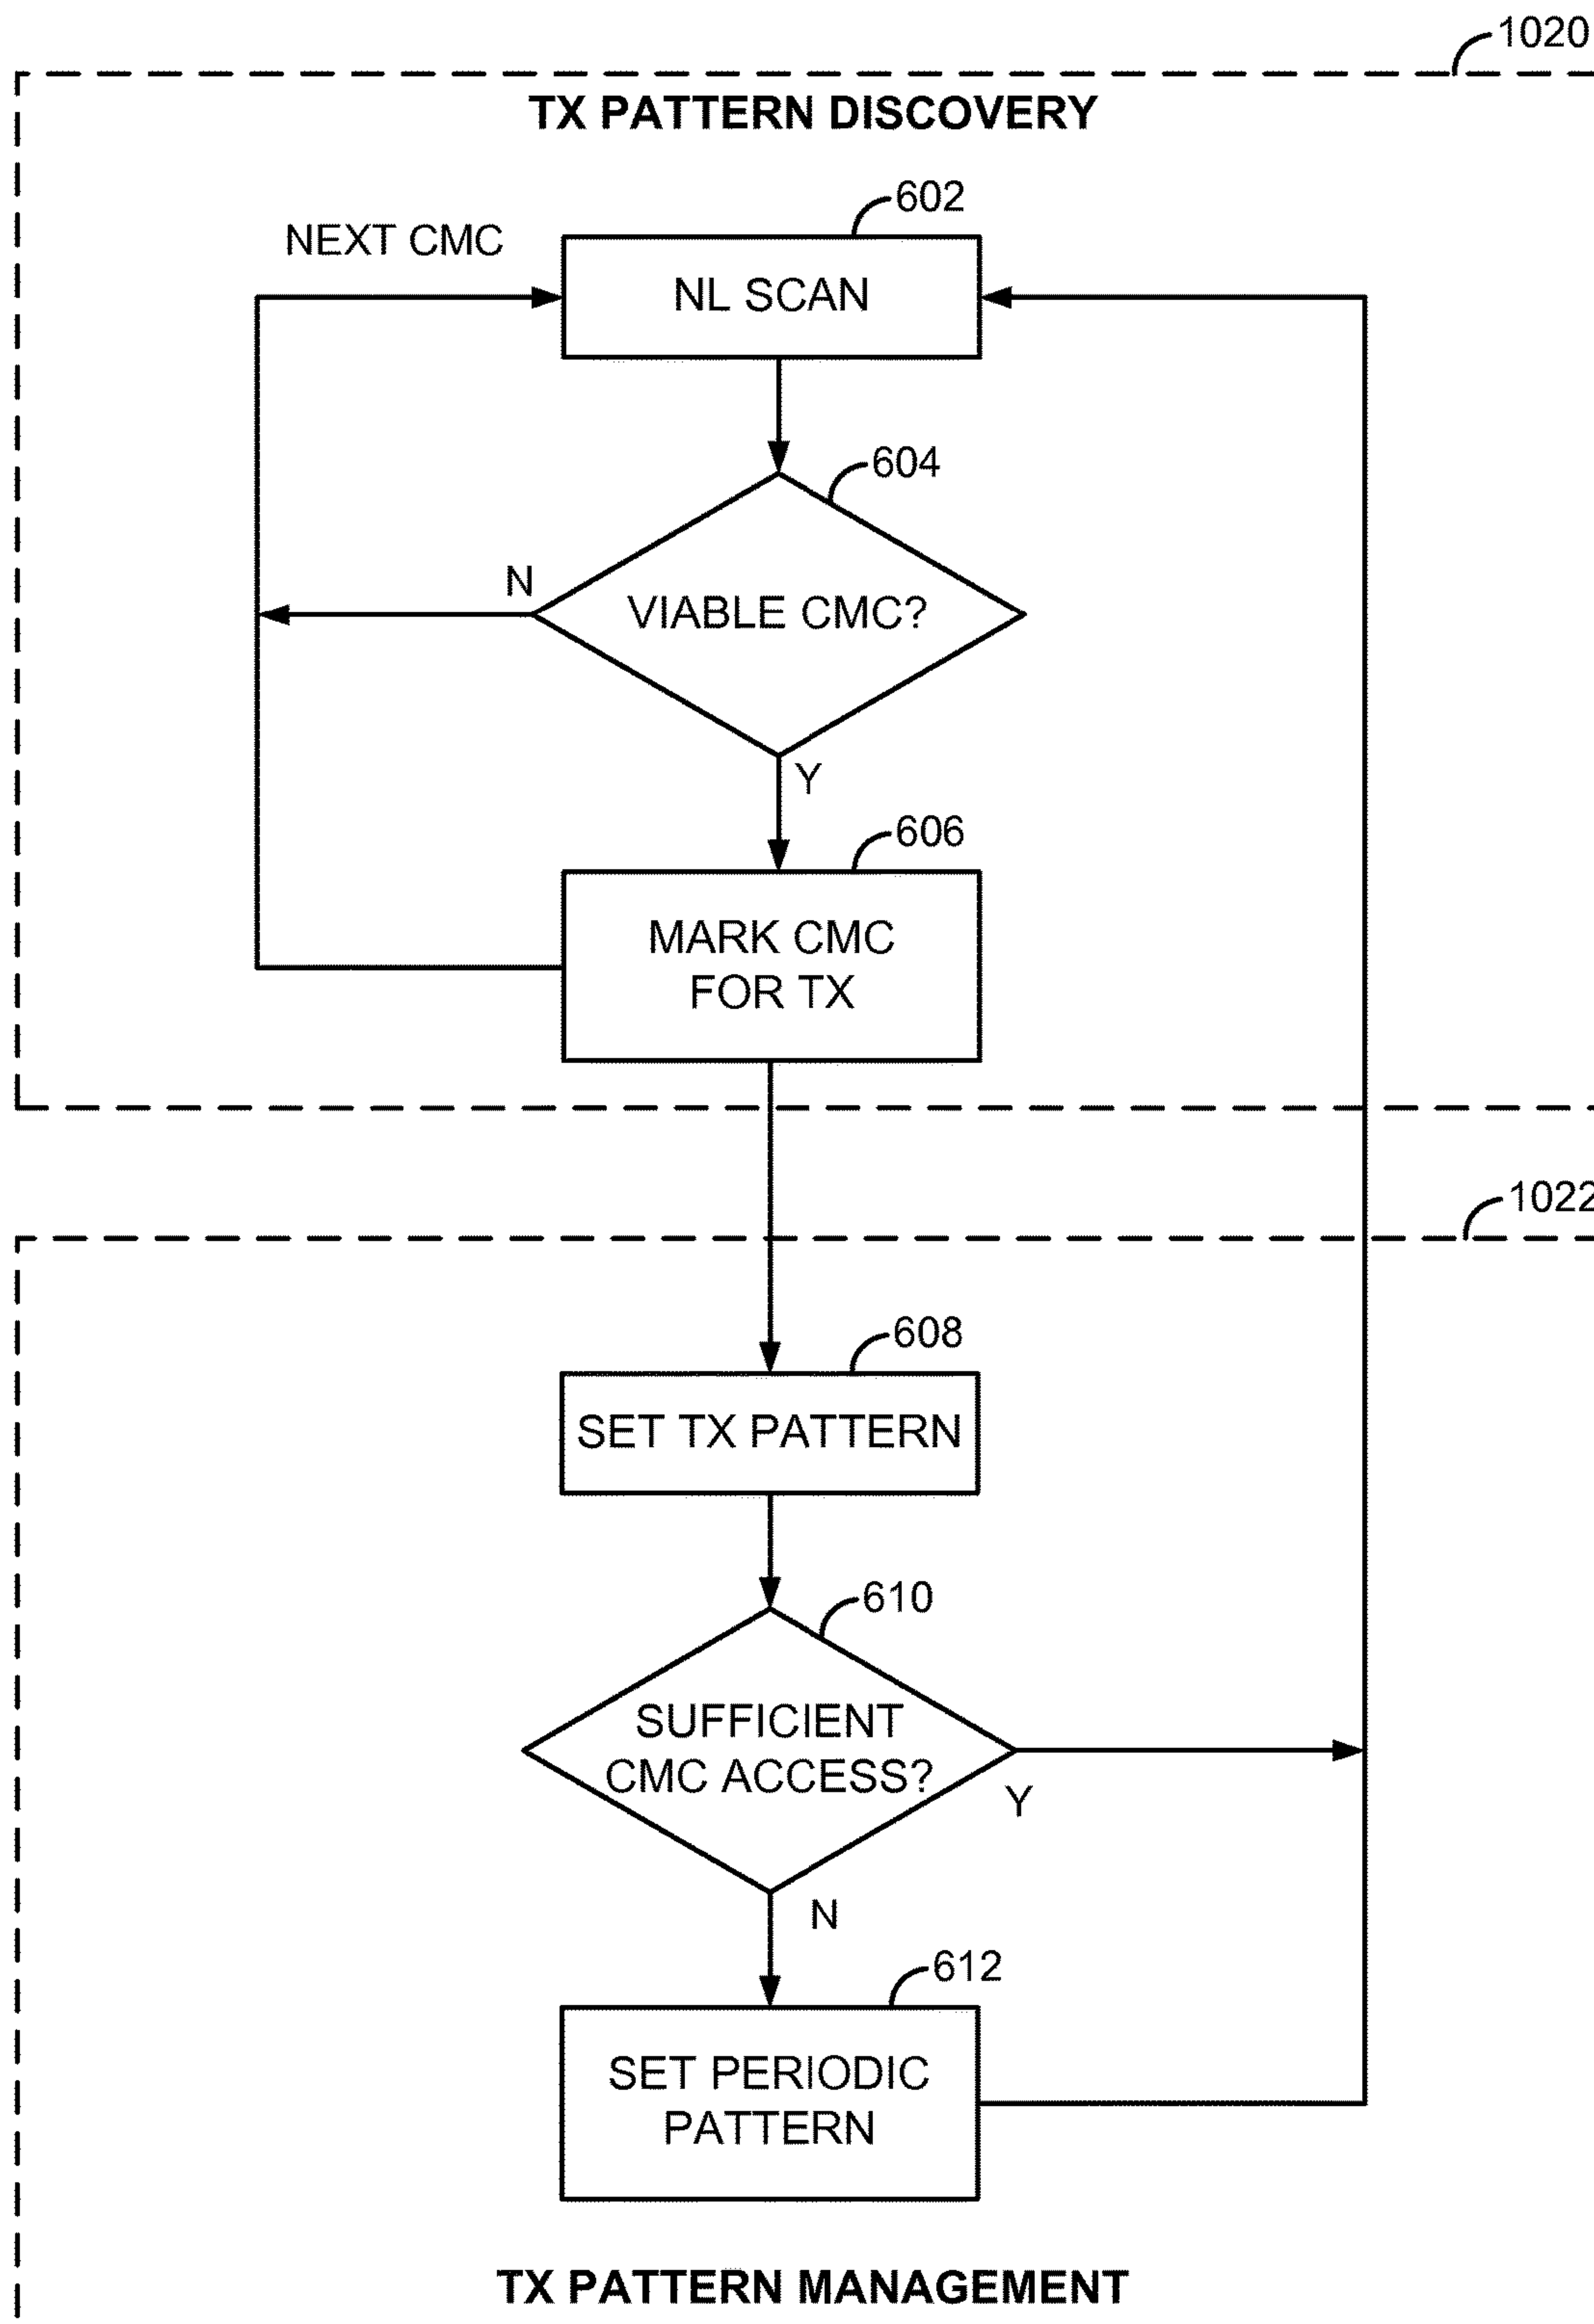 1020
TX PATTERN DISCOVERY
602
NEXT CMC
NL SCAN
604
N
VIABLE CMC?
Y
606
MARK CMC
FOR TX
1022
608
SET TX PATTERN
610
SUFFICIENT
CMC ACCESS?
Y
N
612
SET PERIODIC
PATTERN
TX PATTERN MANAGEMENT